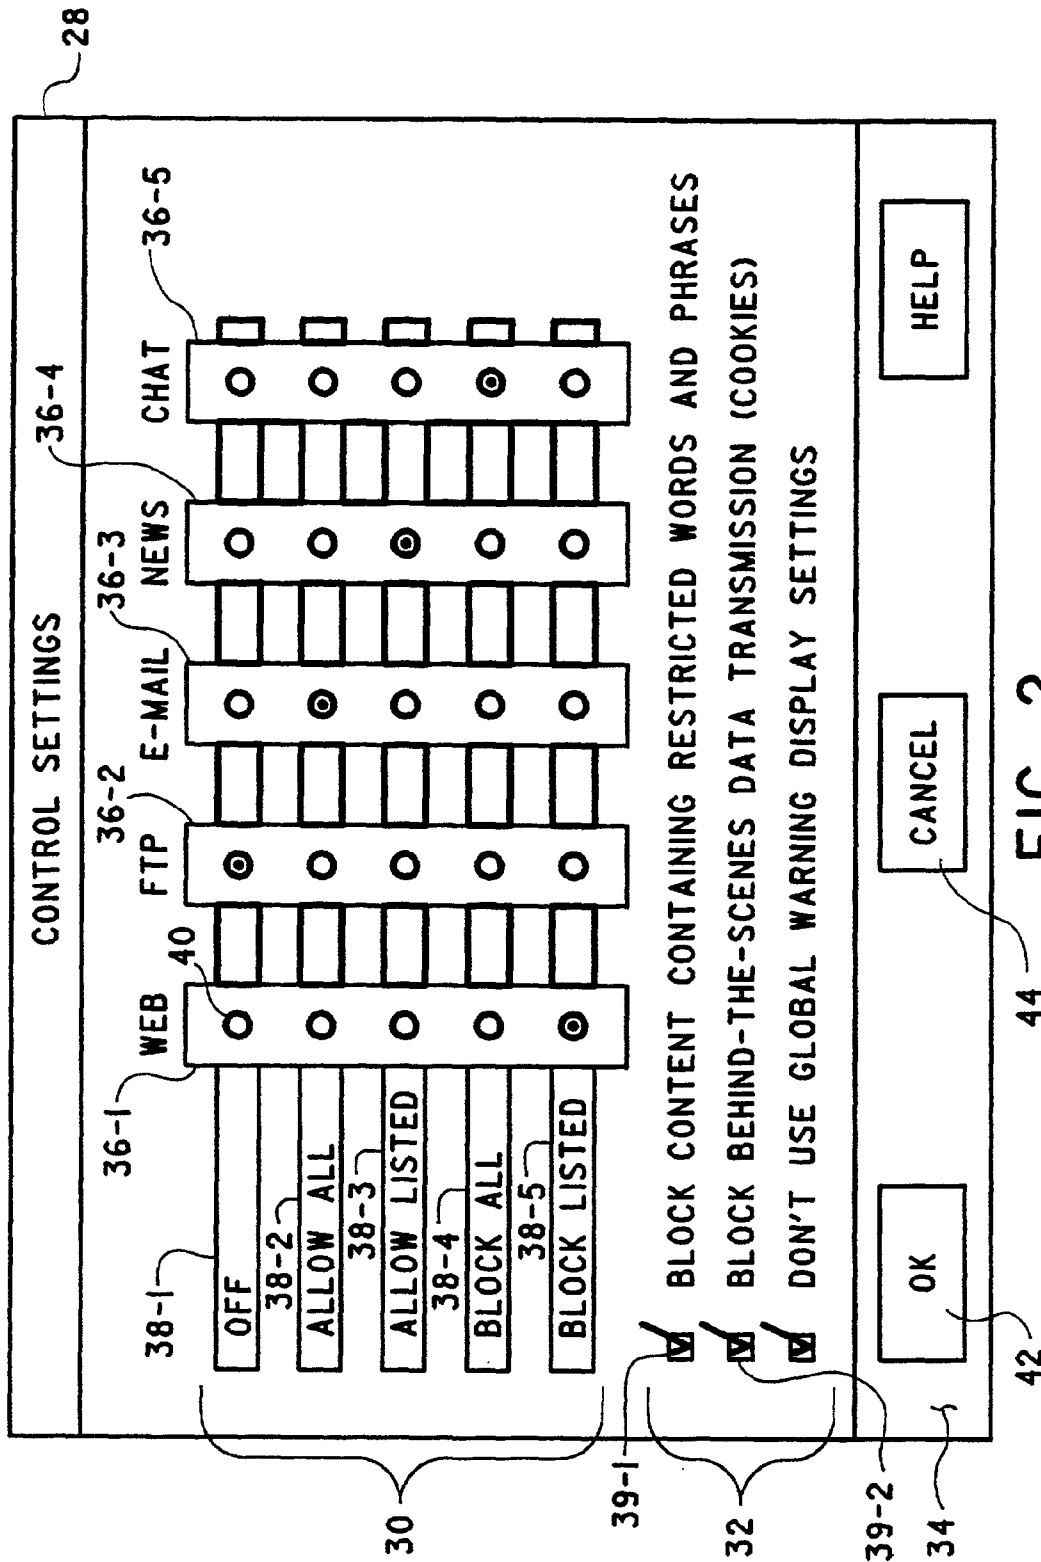 CONTROL SETTINGS
28
36-1
WEB
36-2
FTP
36-3
E-MAIL
36-4
NEWS
36-5
CHAT
40
38-1
OFF
38-2
ALLOW ALL
38-3
ALLOW LISTED
38-4
BLOCK ALL
38-5
BLOCK LISTED
30
39-1
BLOCK CONTENT CONTAINING RESTRICTED WORDS AND PHRASES
32
BLOCK BEHIND-THE-SCENES DATA TRANSMISSION (COOKIES)
39-2
DON'T USE GLOBAL WARNING DISPLAY SETTINGS
34
OK
CANCEL
HELP
42
44
FIG. 2